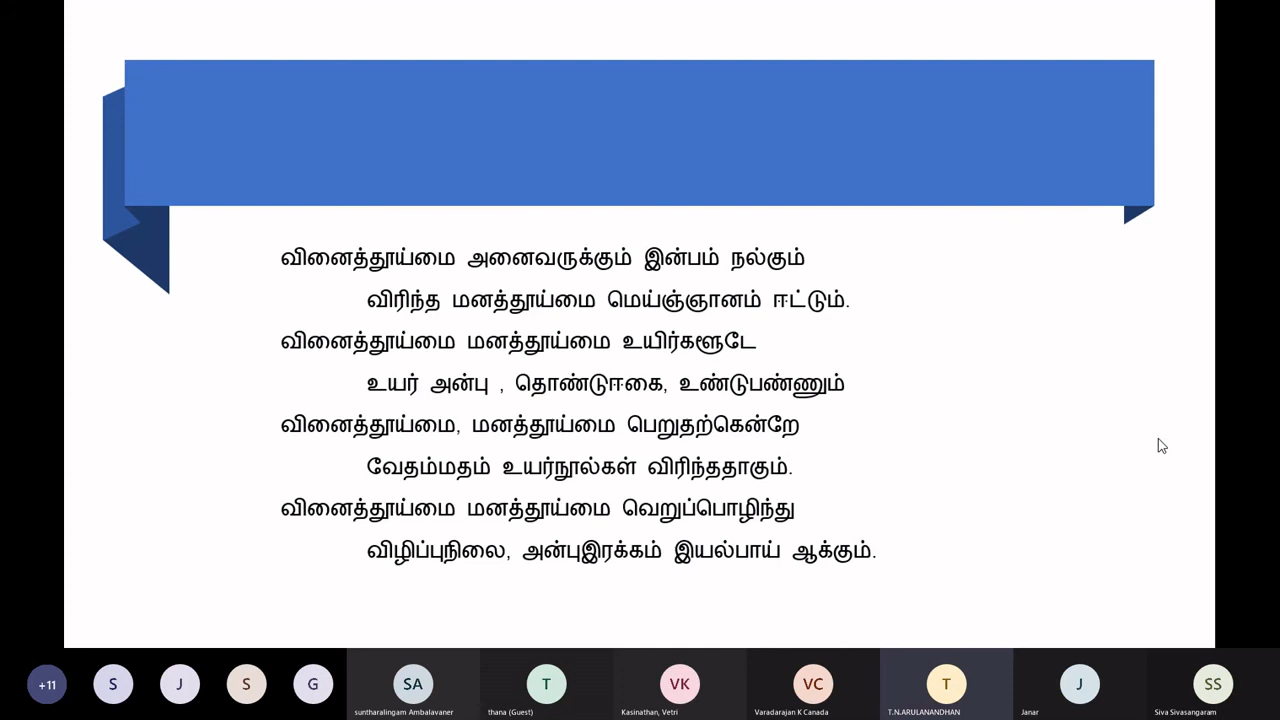 வினைத்தூய்மை அனைவருக்கும் இன்பம் நல்கும்
விரிந்த மனத்தூய்மை மெய்ஞ்ஞானம் ஈட்டும்.
வினைத்தூய்மை மனத்தூய்மை உயிர்களூடே
உயர் அன்பு , தொண்டுஈகை, உண்டுபண்ணும்
வினைத்தூய்மை, மனத்தூய்மை பெறுதற்கென்றே
வேதம்மதம் உயர்நூல்கள் விரிந்ததாகும்.
வினைத்தூய்மை மனத்தூய்மை வெறுப்பொழிந்து
விழிப்புநிலை, அன்புஇரக்கம் இயல்பாய் ஆக்கும்.
+11 S J S G SA T VK VC T J SS
suntharalingam Ambalavaner thana (Guest) Kasinathan, Vetri Varadarajan K Canada T.N.ARULANANDHAN Janar Siva Sivasangaram